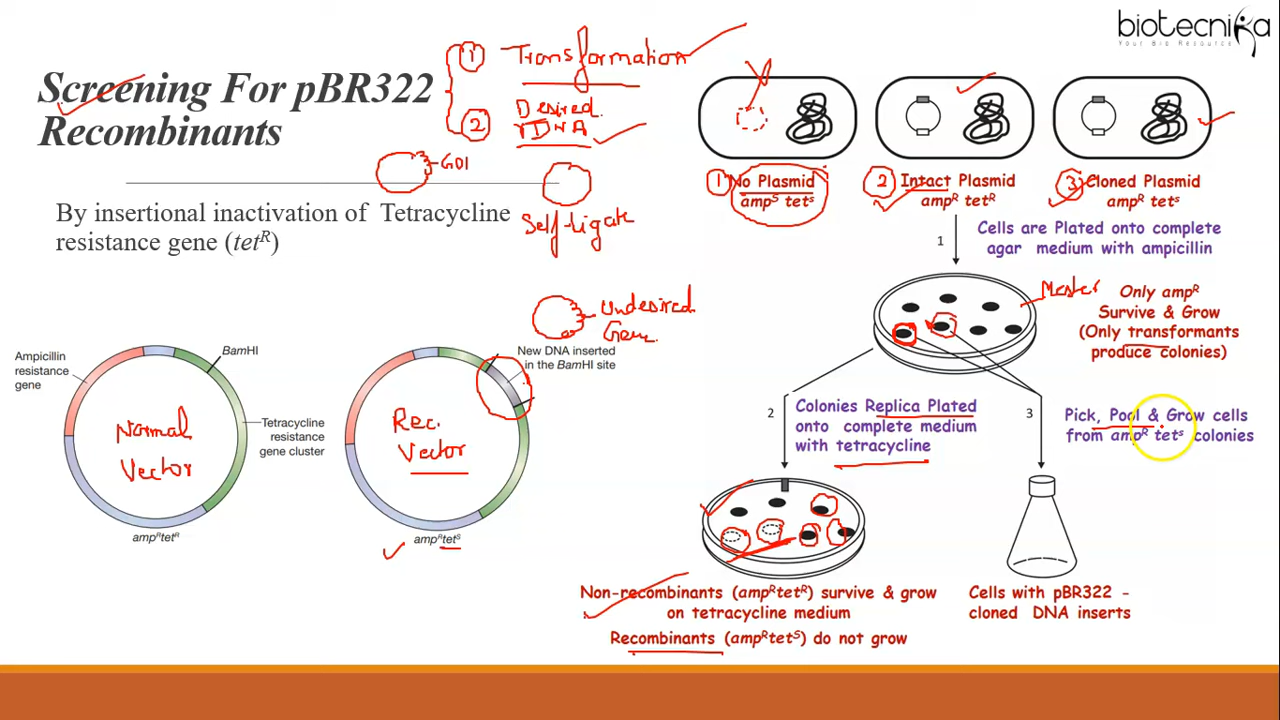 biotecnika
Your Bio Resource
Screening For pBR322
Recombinants
① Transformation
② Desired
rDNA
GOI
Self-ligate
By insertional inactivation of Tetracycline
resistance gene (tetᴿ)
Undesired
Gene
Ampicillin
resistance
gene
BamHI
Tetracycline
resistance
gene cluster
Normal
Vector
ampᴿtetᴿ
New DNA inserted
in the BamHI site
Rec.
Vector
ampᴿtetˢ
① No Plasmid
ampˢ tetˢ
② Intact Plasmid
ampᴿ tetᴿ
③ Cloned Plasmid
ampᴿ tetˢ
1
Cells are Plated onto complete
agar medium with ampicillin
Master
Only ampᴿ
Survive & Grow
(Only transformants
produce colonies)
2
Colonies Replica Plated
onto complete medium
with tetracycline
3
Pick, Pool & Grow cells
from ampᴿ tetˢ colonies
Non-recombinants (ampᴿtetᴿ) survive & grow
on tetracycline medium
Recombinants (ampᴿtetˢ) do not grow
Cells with pBR322 -
cloned DNA inserts